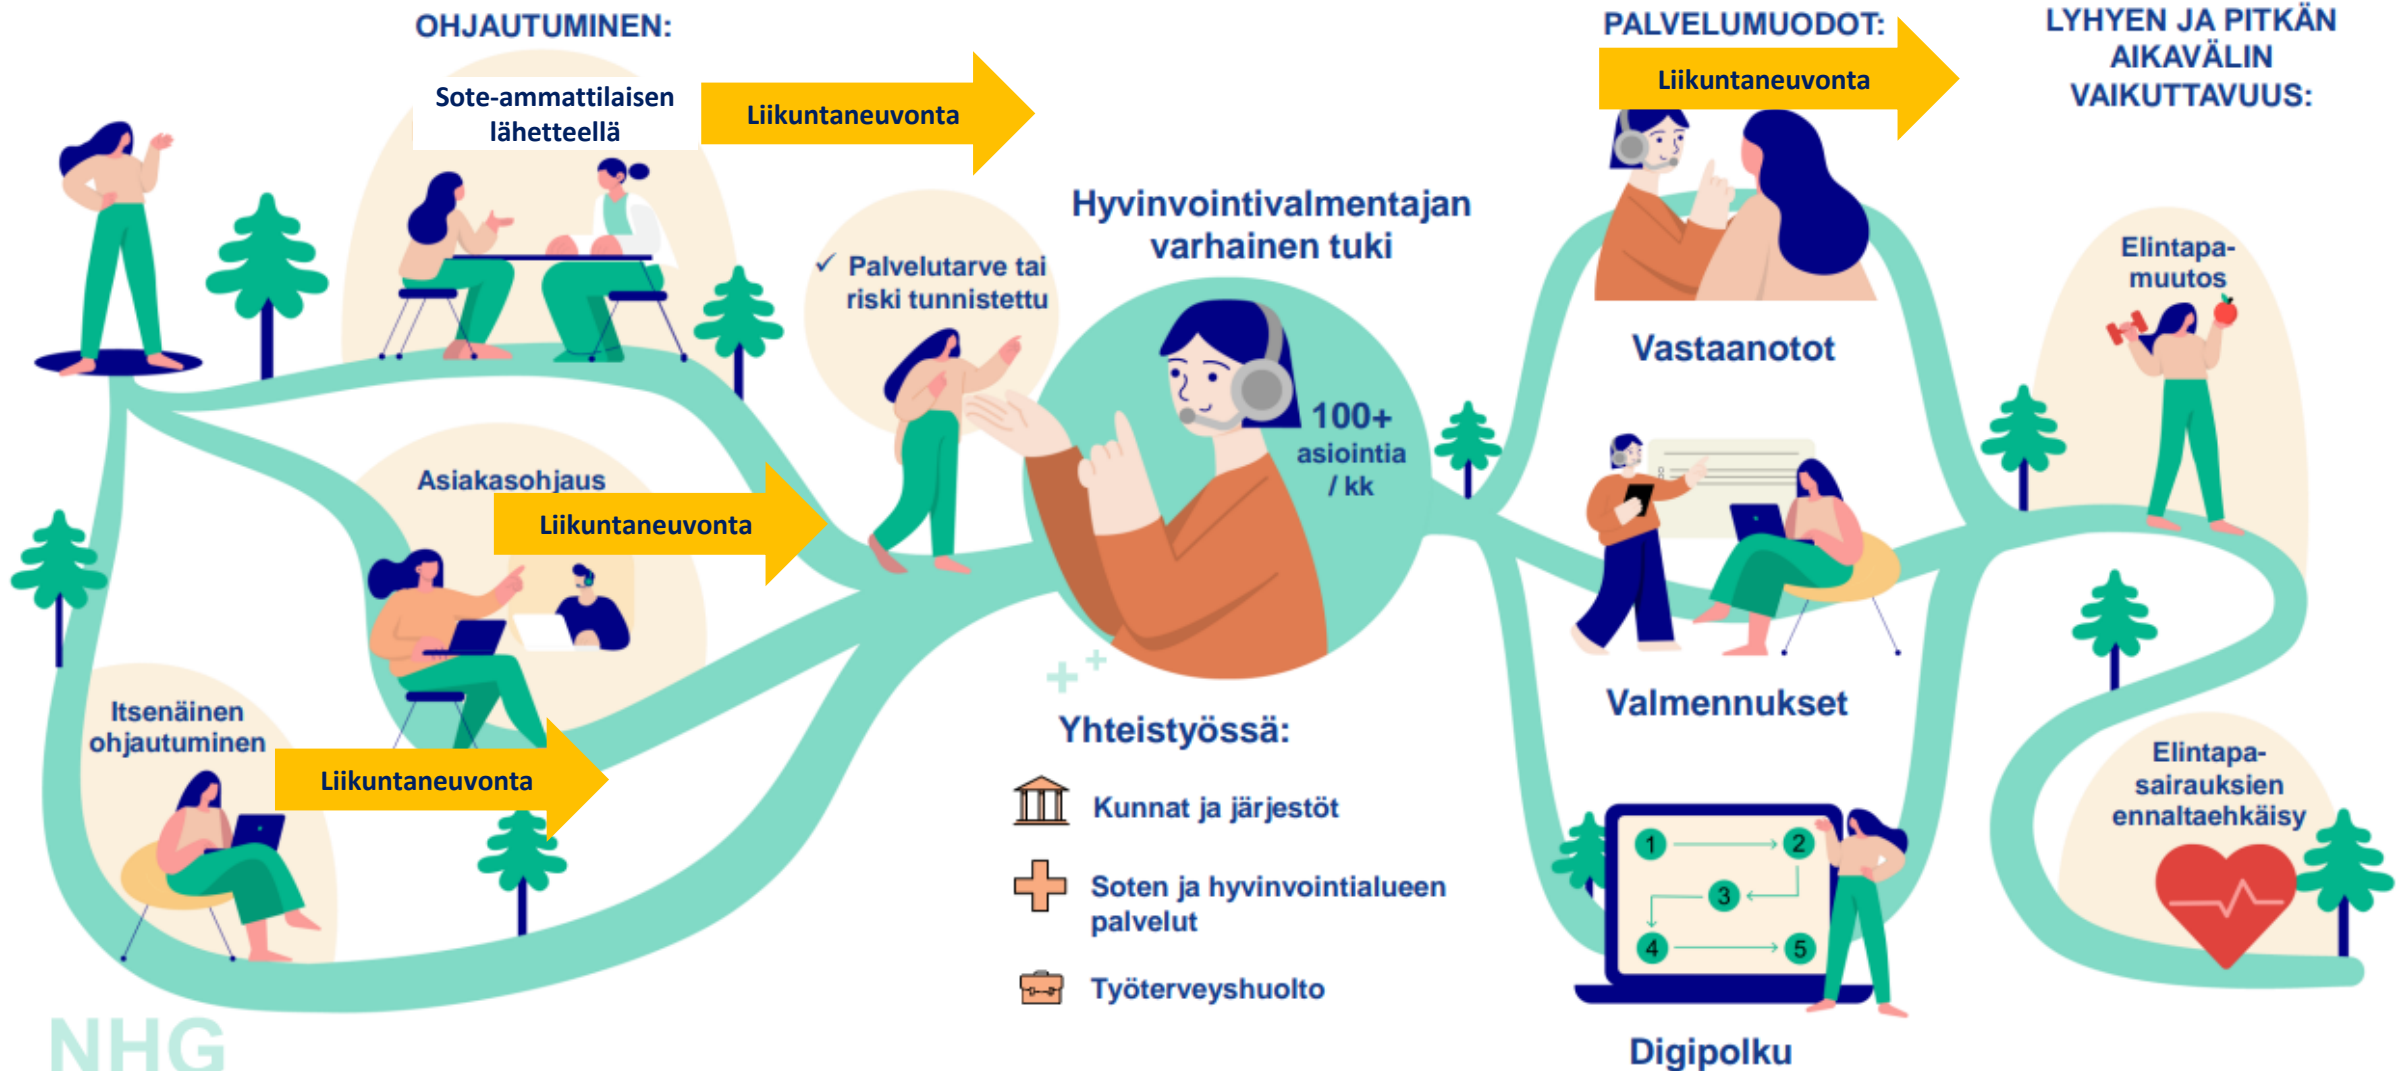 OHJAUTUMINEN:
Sote-ammattilaisen
lähetteellä
Liikuntaneuvonta
✓ Palvelutarve tai
riski tunnistettu
Asiakasohjaus
Liikuntaneuvonta
Itsenäinen
ohjautuminen
Liikuntaneuvonta
NHG
Hyvinvointivalmentajan
varhainen tuki
100+
asiointia
/ kk
Yhteistyössä:
Kunnat ja järjestöt
Soten ja hyvinvointialueen
palvelut
Työterveyshuolto
PALVELUMUODOT:
Liikuntaneuvonta
Vastaanotot
Valmennukset
1
2
3
4
5
Digipolku
LYHYEN JA PITKÄN
AIKAVÄLIN
VAIKUTTAVUUS:
Elintapa-
muutos
Elintapa-
sairauksien
ennaltaehkäisy